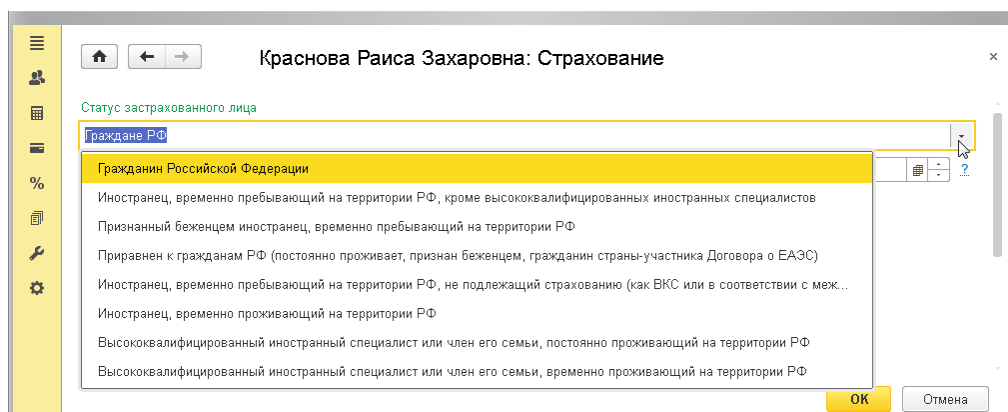 Краснова Раиса Захаровна: Страхование
Статус застрахованного лица
Граждане РФ
Гражданин Российской Федерации
?
Иностранец, временно пребывающий на территории РФ, кроме высококвалифицированных иностранных специалистов
Признанный беженцем иностранец, временно пребывающий на территории РФ
Приравнен к гражданам РФ (постоянно проживает, признан беженцем, гражданин страны-участника Договора о ЕАЭС)
Иностранец, временно пребывающий на территории РФ, не подлежащий страхованию (как ВКС или в соответствии с меж...
Иностранец, временно проживающий на территории РФ
Высококвалифицированный иностранный специалист или член его семьи, постоянно проживающий на территории РФ
Высококвалифицированный иностранный специалист или член его семьи, временно проживающий на территории РФ
ОК Отмена